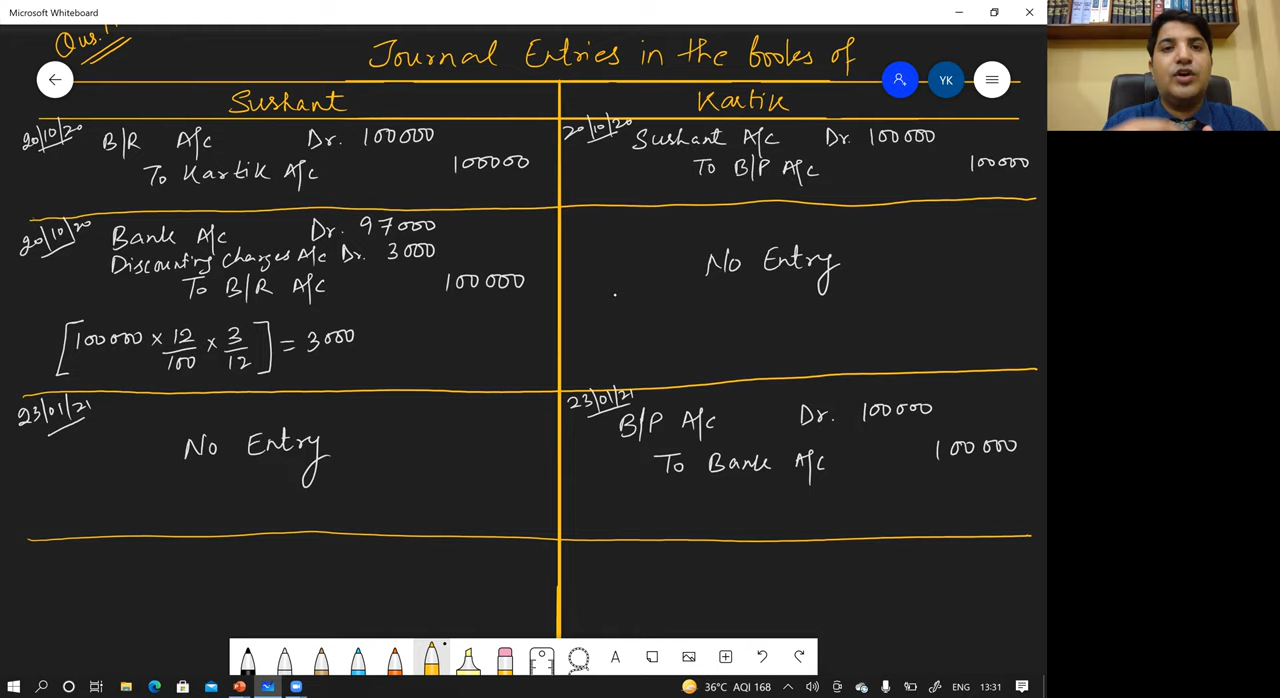 Microsoft Whiteboard
Qus. 1.
Journal Entries in the books of
YK
Sushant
Kartik
20/10/20 B/R A/c Dr. 100000
To Kartik A/c 100000
20/10/20 Sushant A/c Dr. 100000
To B/P A/c 100000
20/10/20 Bank A/c Dr. 97000
Discounting Charges A/c Dr. 3000
To B/R A/c 100000
[100000 × 12/100 × 3/12] = 3000
No Entry
23/01/21
No Entry
23/01/21 B/P A/c Dr. 100000
To Bank A/c 100000
A
36°C AQI 168
ENG 13:31